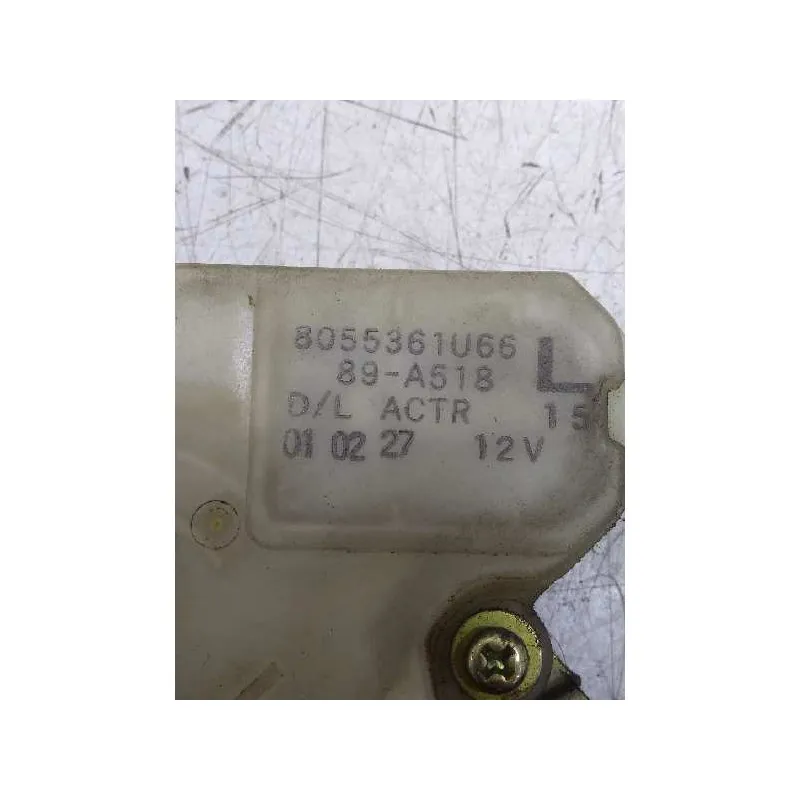 8055361U66
89-A518 L
D/L ACTR 15
01 02 27 12V